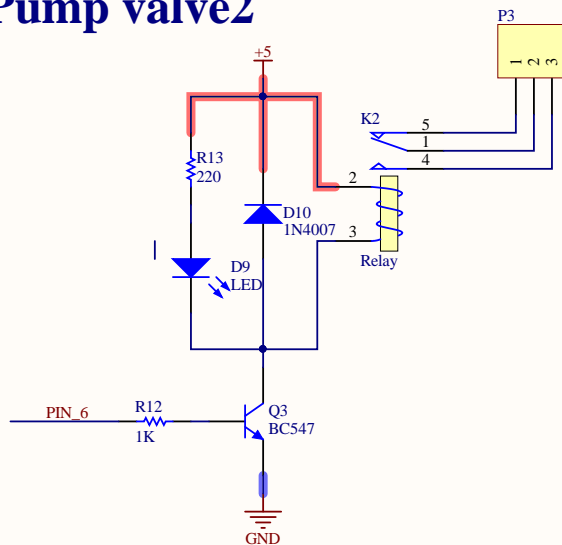 Pump valve2
P3
+5
1 2 3
K2
5
1
4
R13
220
2
D10
1N4007
3
Relay
D9
LED
PIN_6
R12
1K
Q3
BC547
GND